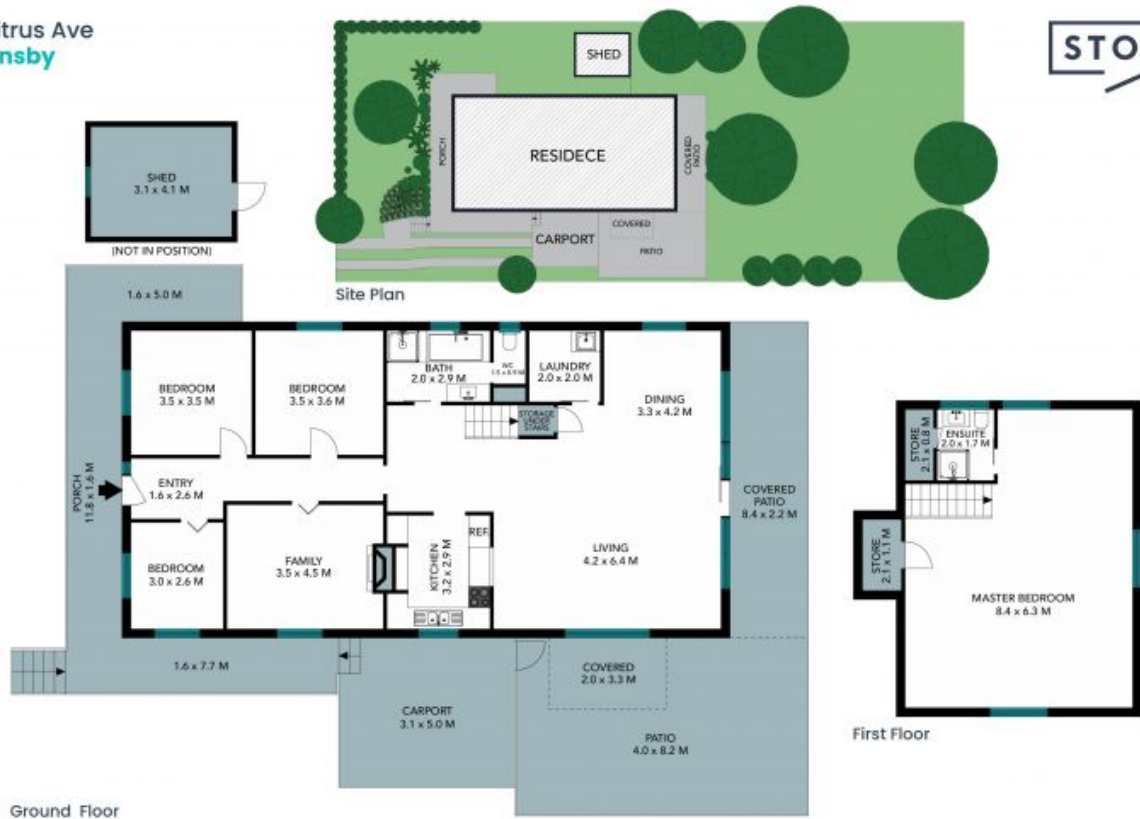 itrus Ave
nsby
STO
SHED
RESIDECE
PORCH
COVERED
PATIO
COVERED
CARPORT
PATIO
Site Plan
SHED
3.1 x 4.1 M
(NOT IN POSITION)
1.6 x 5.0 M
BEDROOM
3.5 x 3.5 M
BEDROOM
3.5 x 3.6 M
BATH
2.0 x 2.9 M
WC
1.5 x 0.9 M
LAUNDRY
2.0 x 2.0 M
DINING
3.3 x 4.2 M
STORAGE
UNDER
STAIRS
PORCH
11.8 x 1.6 M
ENTRY
1.6 x 2.6 M
COVERED
PATIO
8.4 x 2.2 M
BEDROOM
3.0 x 2.6 M
FAMILY
3.5 x 4.5 M
KITCHEN
3.2 x 2.9 M
REF.
LIVING
4.2 x 6.4 M
1.6 x 7.7 M
CARPORT
3.1 x 5.0 M
COVERED
2.0 x 3.3 M
PATIO
4.0 x 8.2 M
Ground Floor
STORE
2.1 x 0.8 M
ENSUITE
2.0 x 1.7 M
STORE
2.1 x 1.1 M
MASTER BEDROOM
8.4 x 6.3 M
First Floor